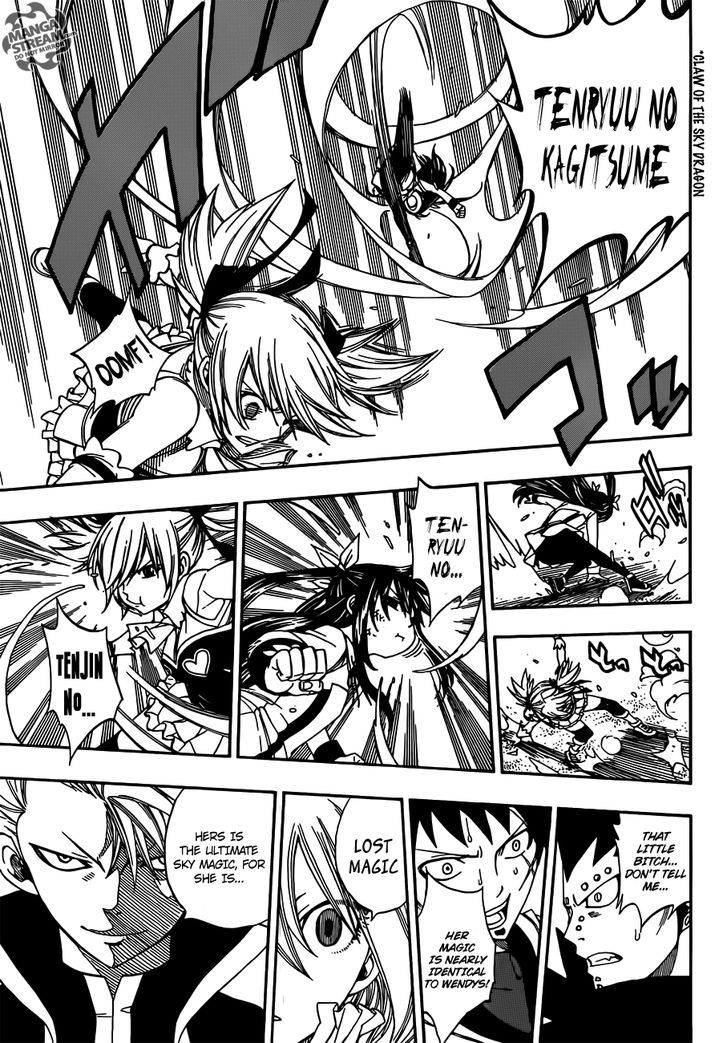 MANGA
STREAM
DO NOT MIRROR
*CLAW OF THE SKY DRAGON
TENRYUU NO
KAGITSUME
OOMF!
TEN-
RYUU
NO...
TENJIN
NO...
THAT
LITTLE
BITCH...
DON'T TELL
ME...
HER
MAGIC
IS NEARLY
IDENTICAL
TO WENDYS!
LOST
MAGIC
HERS IS
THE ULTIMATE
SKY MAGIC, FOR
SHE IS...